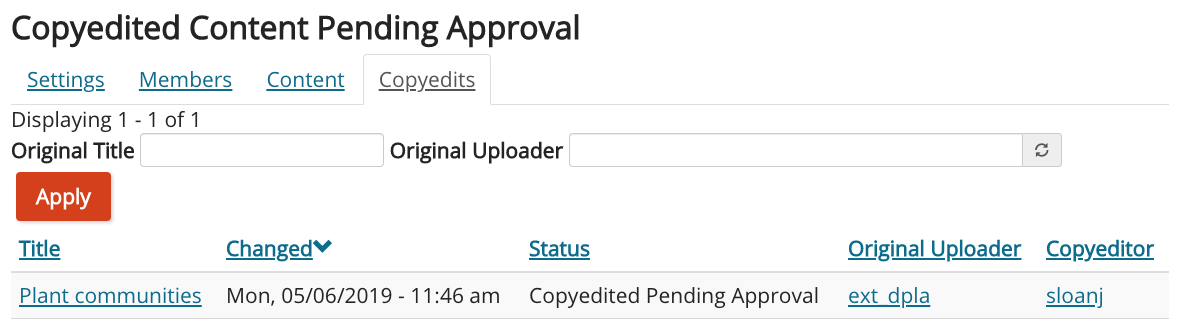 Copyedited Content Pending Approval
Settings Members Content Copyedits
Displaying 1 - 1 of 1
Original Title Original Uploader
Apply
Title Changed Status Original Uploader Copyeditor
Plant communities Mon, 05/06/2019 - 11:46 am Copyedited Pending Approval ext_dpla sloanj